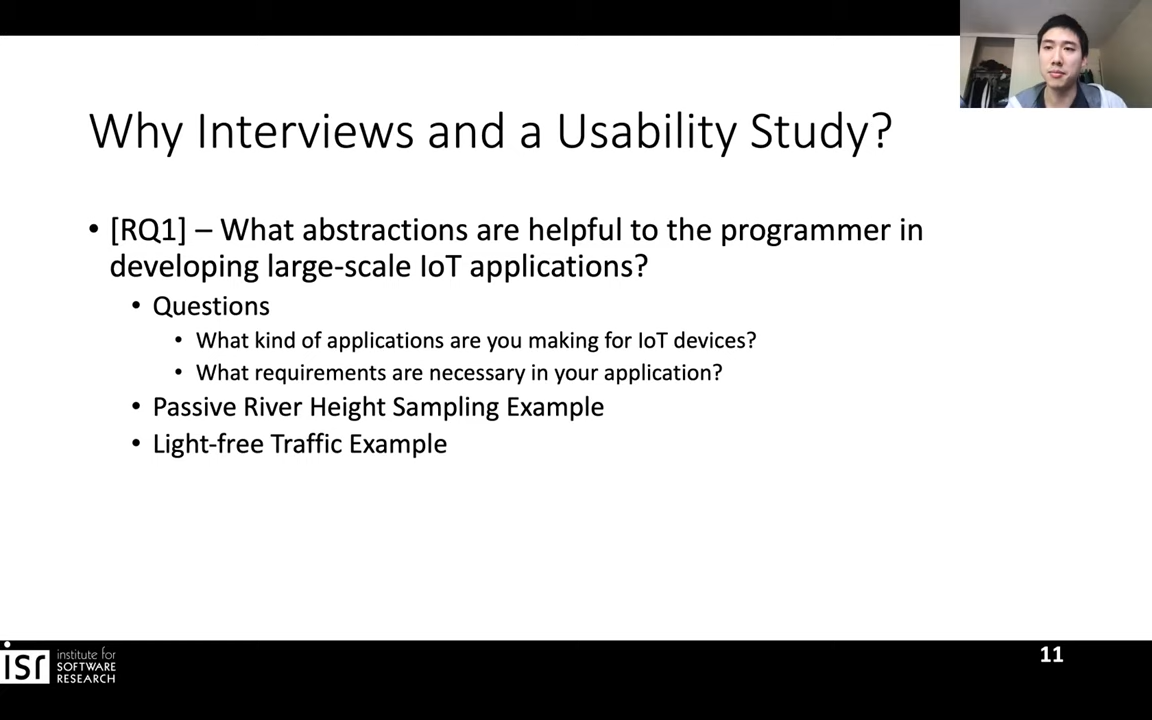 Why Interviews and a Usability Study?
• [RQ1] – What abstractions are helpful to the programmer in
developing large-scale IoT applications?
• Questions
• What kind of applications are you making for IoT devices?
• What requirements are necessary in your application?
• Passive River Height Sampling Example
• Light-free Traffic Example
isr
institute for
SOFTWARE
RESEARCH
11